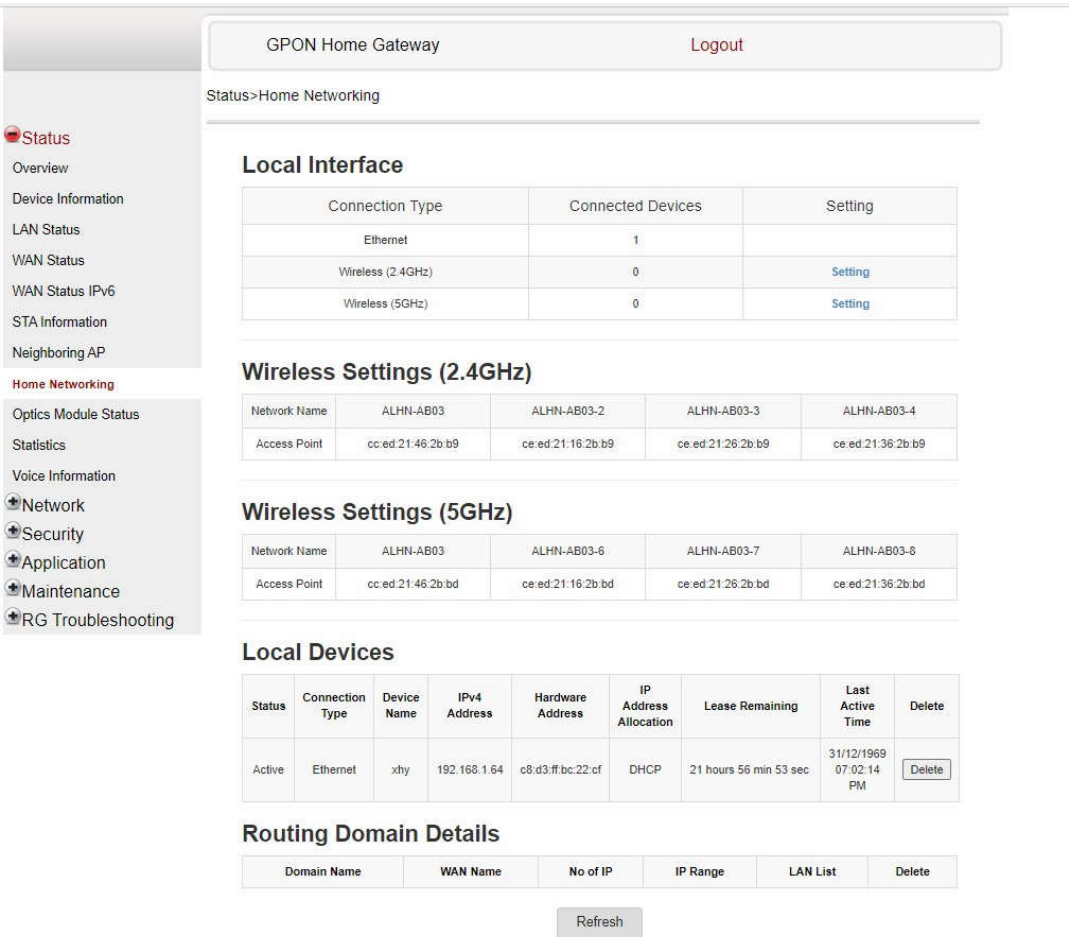 GPON Home Gateway Logout
Status>Home Networking
Status
Overview
Device Information
LAN Status
WAN Status
WAN Status IPv6
STA Information
Neighboring AP
Home Networking
Optics Module Status
Statistics
Voice Information
Network
Security
Application
Maintenance
RG Troubleshooting
Local Interface
Connection Type Connected Devices Setting
Ethernet 1
Wireless (2.4GHz) 0 Setting
Wireless (5GHz) 0 Setting
Wireless Settings (2.4GHz)
Network Name ALHN-AB03 ALHN-AB03-2 ALHN-AB03-3 ALHN-AB03-4
Access Point cc:ed:21:46:2b:b9 ce:ed:21:16:2b:b9 ce:ed:21:26:2b:b9 ce:ed:21:36:2b:b9
Wireless Settings (5GHz)
Network Name ALHN-AB03 ALHN-AB03-6 ALHN-AB03-7 ALHN-AB03-8
Access Point cc:ed:21:46:2b:bd ce:ed:21:16:2b:bd ce:ed:21:26:2b:bd ce:ed:21:36:2b:bd
Local Devices
Status Connection Type Device Name IPv4 Address Hardware Address IP Address Allocation Lease Remaining Last Active Time Delete
Active Ethernet xhy 192.168.1.64 c8:d3:ff:bc:22:cf DHCP 21 hours 56 min 53 sec 31/12/1969 07:02:14 PM Delete
Routing Domain Details
Domain Name WAN Name No of IP IP Range LAN List Delete
Refresh